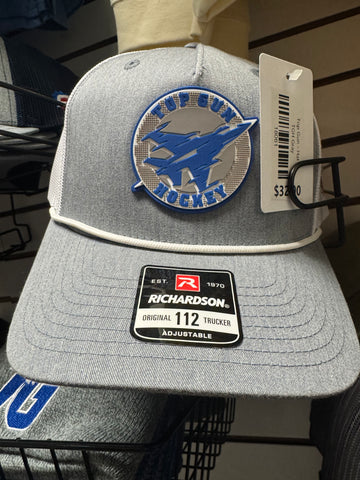 TOP GUN
HOCKEY
$32.00
EST. R 1970
RICHARDSON®
ORIGINAL 112 TRUCKER
ADJUSTABLE